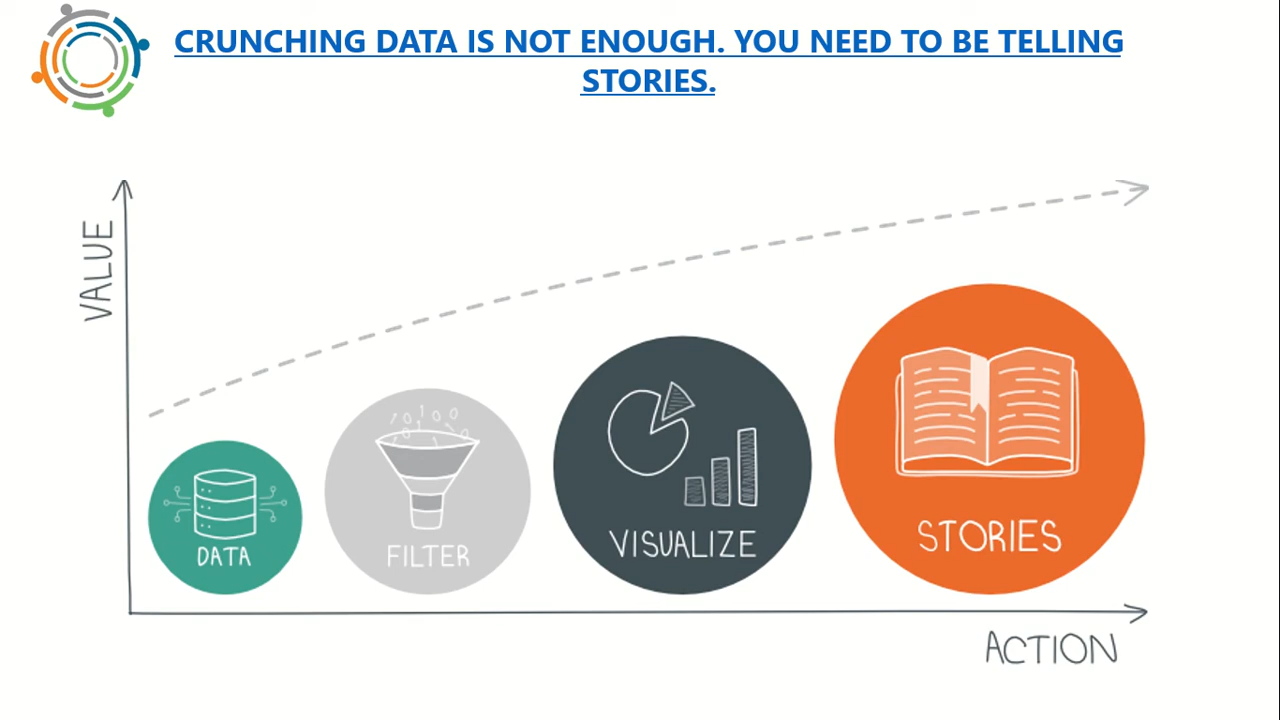 CRUNCHING DATA IS NOT ENOUGH. YOU NEED TO BE TELLING
STORIES.
VALUE
DATA
FILTER
VISUALIZE
STORIES
ACTION